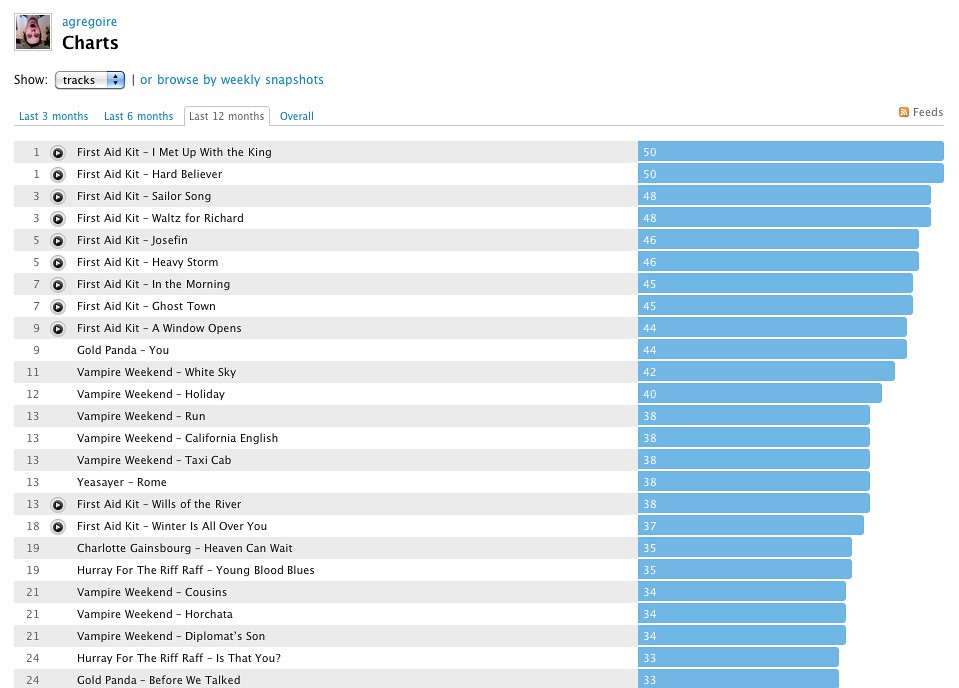 agregoire
Charts
Show: tracks | or browse by weekly snapshots
Last 3 months Last 6 months Last 12 months Overall Feeds
1 First Aid Kit – I Met Up With the King 50
1 First Aid Kit – Hard Believer 50
3 First Aid Kit – Sailor Song 48
3 First Aid Kit – Waltz for Richard 48
5 First Aid Kit – Josefin 46
5 First Aid Kit – Heavy Storm 46
7 First Aid Kit – In the Morning 45
7 First Aid Kit – Ghost Town 45
9 First Aid Kit – A Window Opens 44
9 Gold Panda – You 44
11 Vampire Weekend – White Sky 42
12 Vampire Weekend – Holiday 40
13 Vampire Weekend – Run 38
13 Vampire Weekend – California English 38
13 Vampire Weekend – Taxi Cab 38
13 Yeasayer – Rome 38
13 First Aid Kit – Wills of the River 38
18 First Aid Kit – Winter Is All Over You 37
19 Charlotte Gainsbourg – Heaven Can Wait 35
19 Hurray For The Riff Raff – Young Blood Blues 35
21 Vampire Weekend – Cousins 34
21 Vampire Weekend – Horchata 34
21 Vampire Weekend – Diplomat's Son 34
24 Hurray For The Riff Raff – Is That You? 33
24 Gold Panda – Before We Talked 33